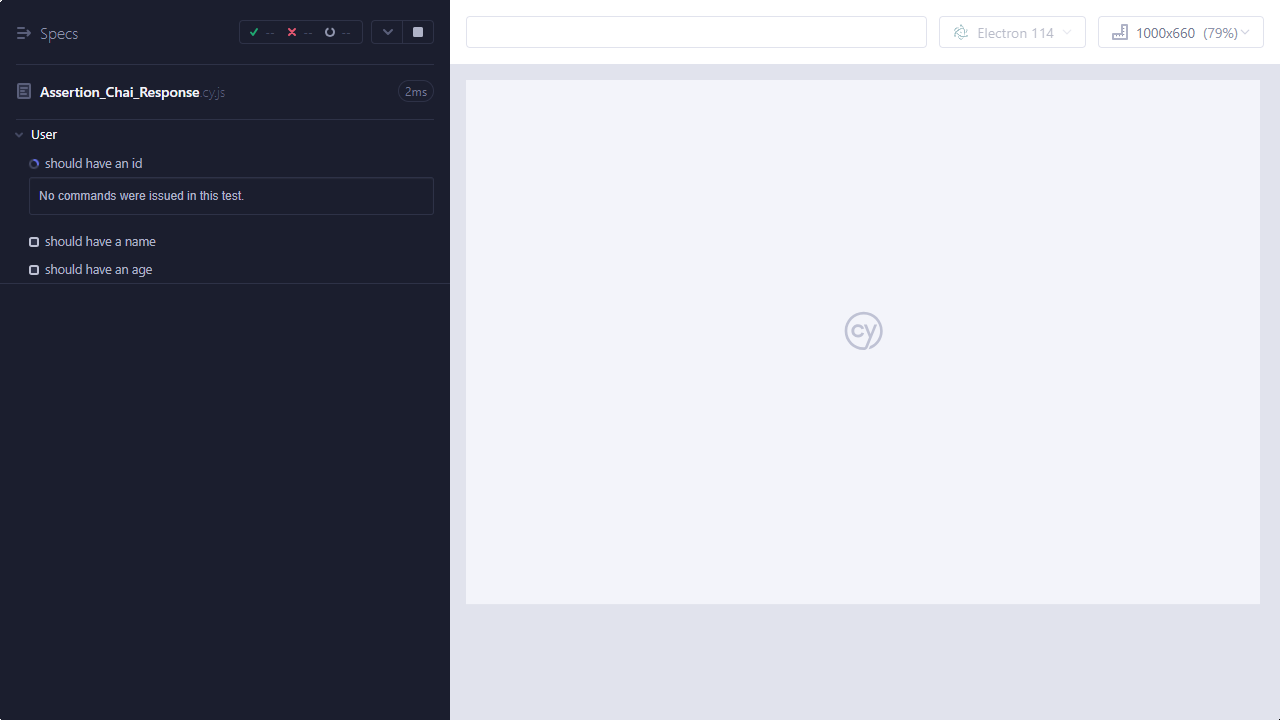 Specs
-- -- --
Electron 114
1000x660 (79%)
Assertion_Chai_Response.cy.js
2ms
User
should have an id
No commands were issued in this test.
should have a name
should have an age
cy